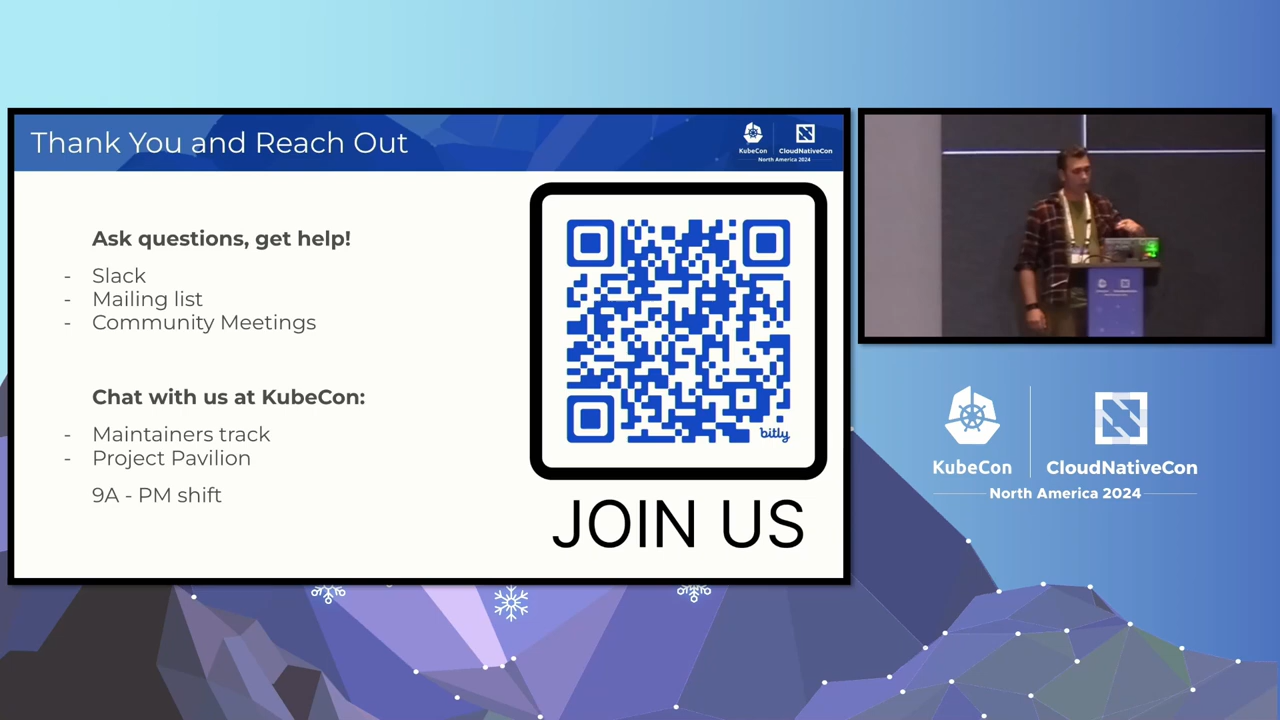 Thank You and Reach Out
KubeCon
CloudNativeCon
North America 2024
Ask questions, get help!
- Slack
- Mailing list
- Community Meetings
Chat with us at KubeCon:
- Maintainers track
- Project Pavilion
9A - PM shift
bitly
JOIN US
KubeCon
CloudNativeCon
North America 2024